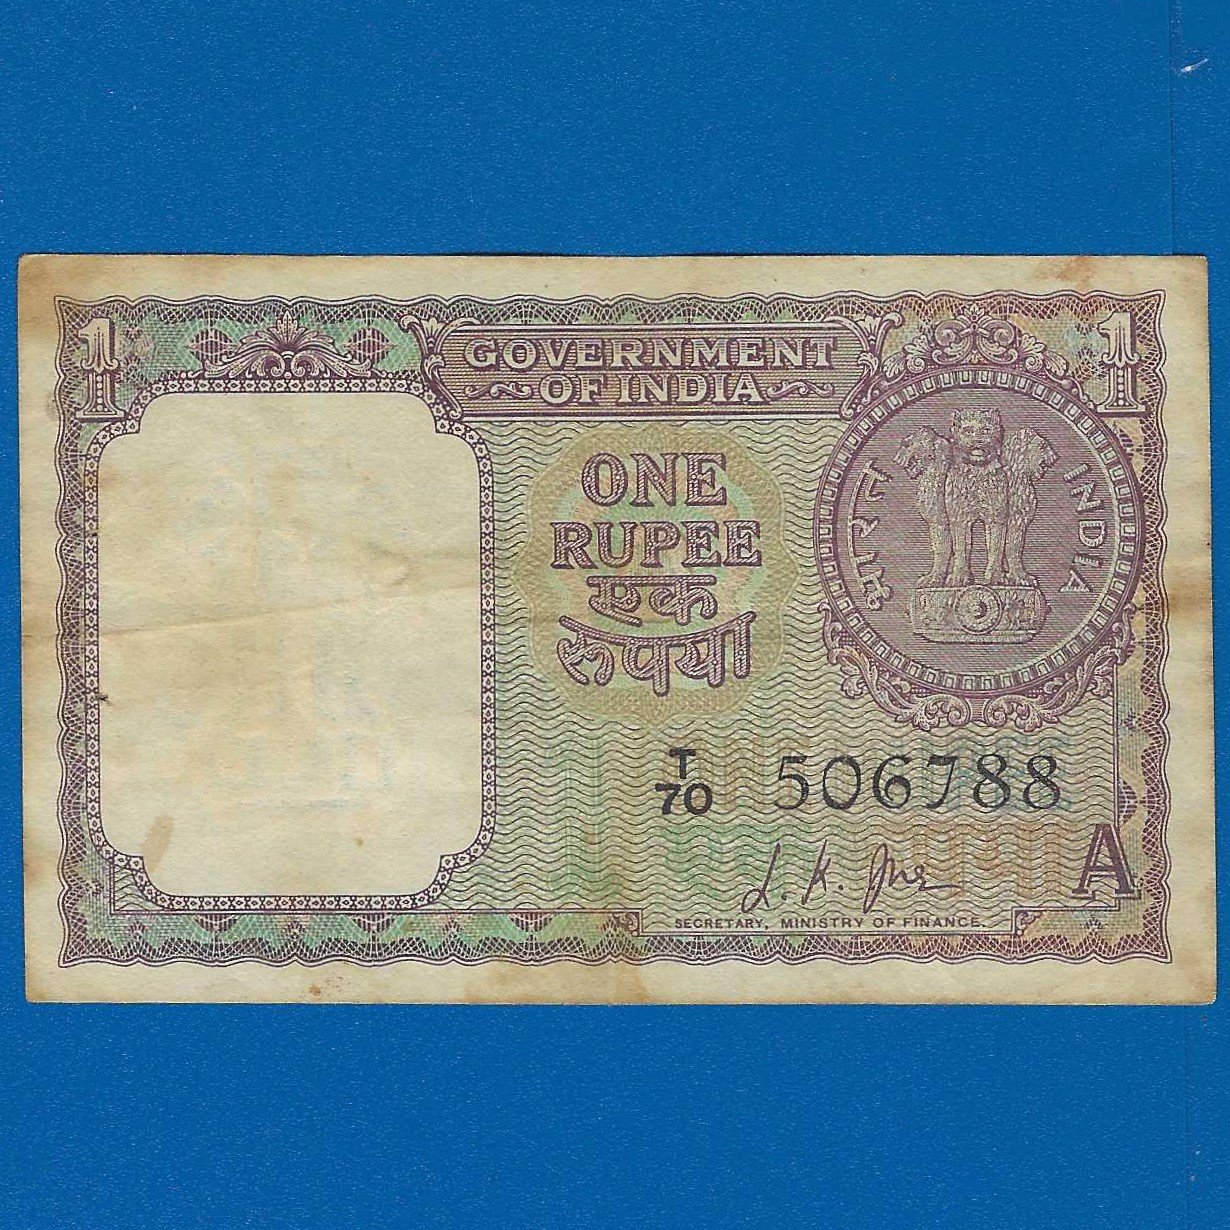 1
GOVERNMENT
OF INDIA
1
ONE
RUPEE
एक
रुपया
भारत
INDIA
T
70
506788
A
SECRETARY, MINISTRY OF FINANCE.